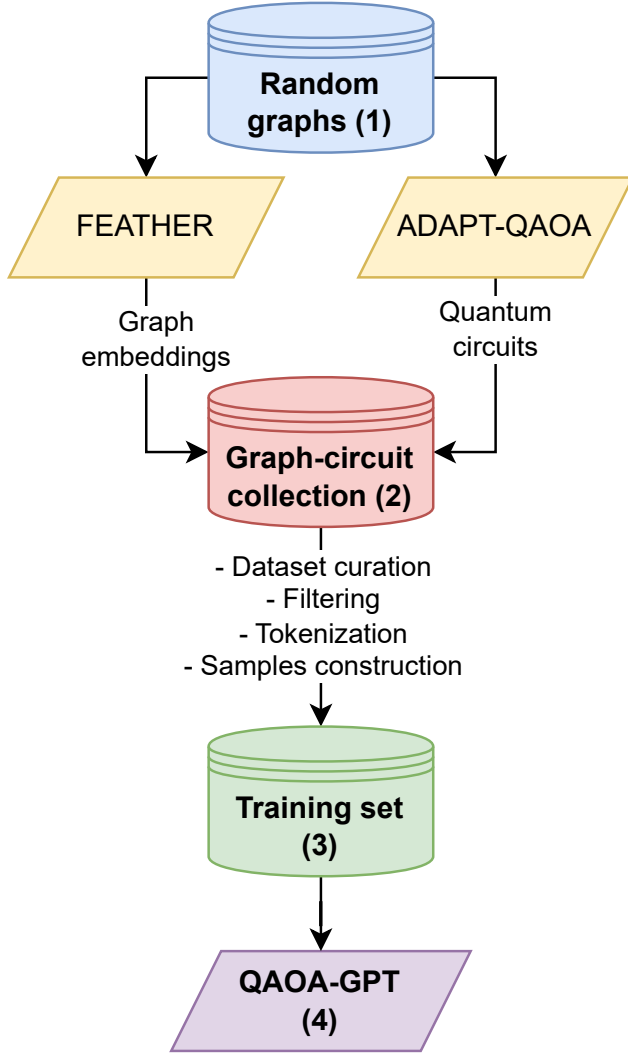 Random
graphs (1)
FEATHER
ADAPT-QAOA
Graph
embeddings
Quantum
circuits
Graph-circuit
collection (2)
- Dataset curation
- Filtering
- Tokenization
- Samples construction
Training set
(3)
QAOA-GPT
(4)